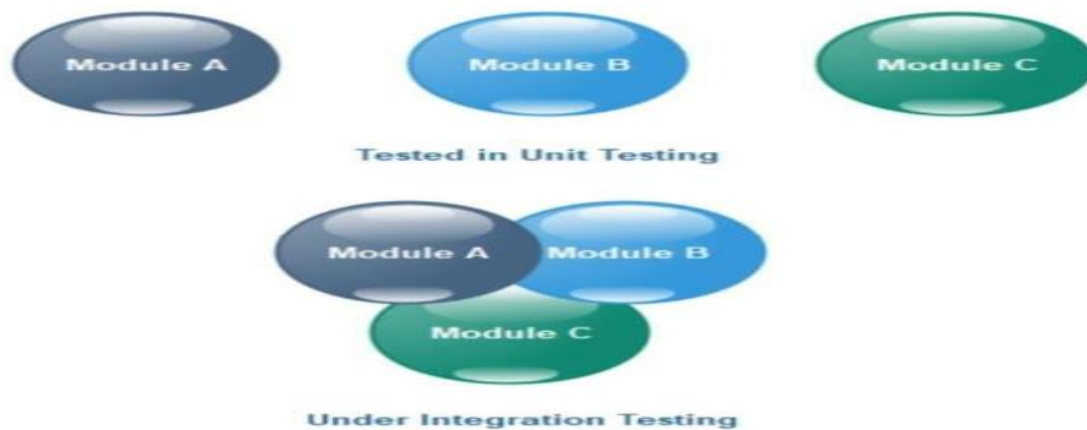 Module A Module B Module C
Tested in Unit Testing
Module A Module B
Module C
Under Integration Testing